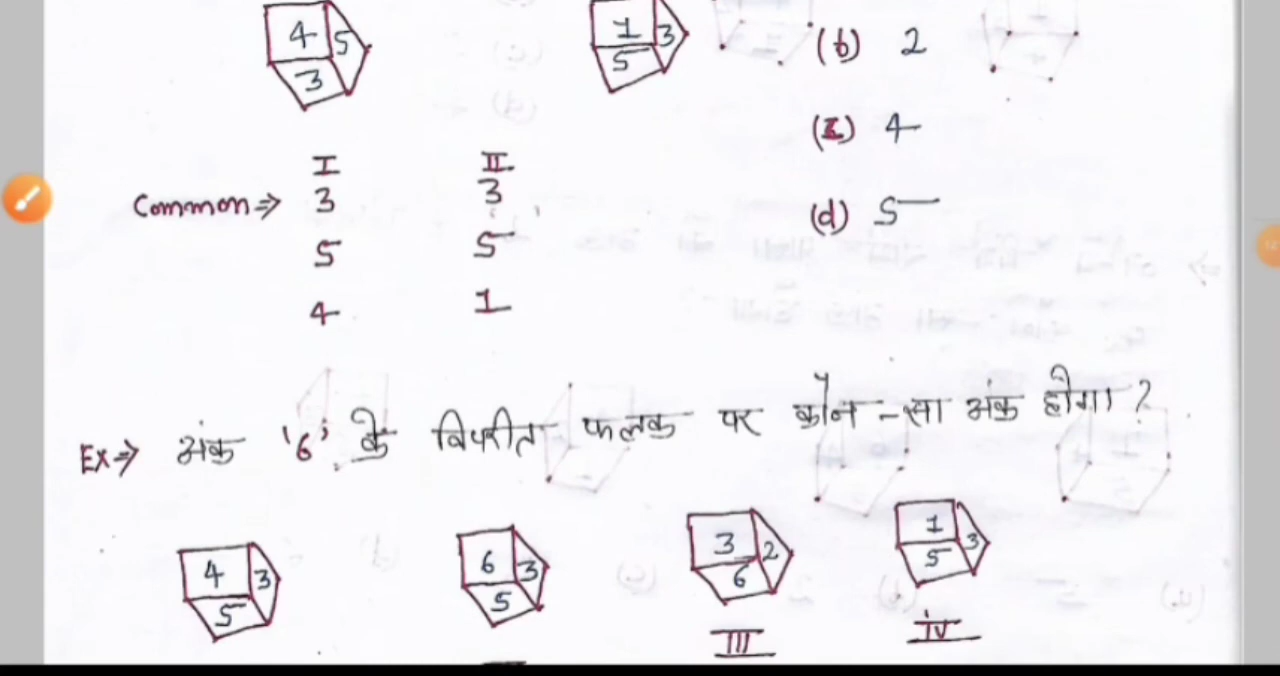 4 5 3
1 3 5
(b) 2
(c) 4
I II
Common⇒ 3 3
(d) 5
5 5
4 1
Ex⇒ अंक '6' के विपरीत फलक पर कौन-सा अंक होगा?
4 3 5
6 3 5
3 2 6
1 3 5
III IV